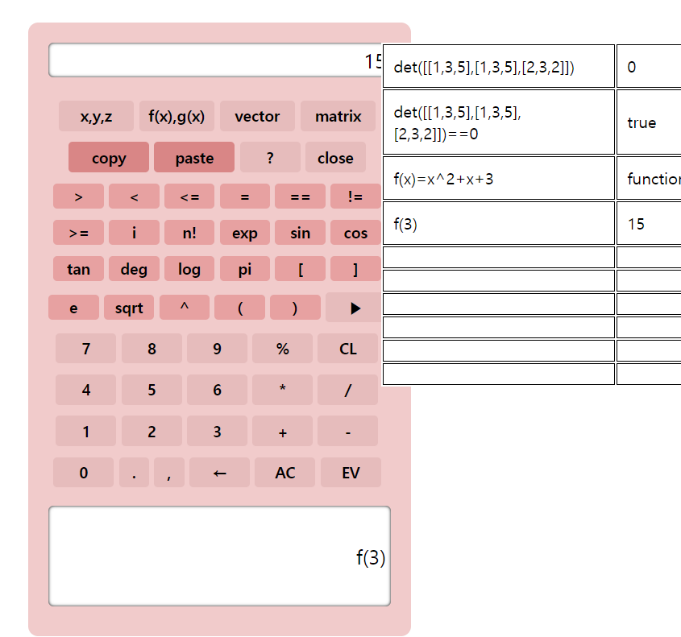 15
x,y,z f(x),g(x) vector matrix
copy paste ? close
> < <= = == !=
>= i n! exp sin cos
tan deg log pi [ ]
e sqrt ^ ( ) ▶
7 8 9 % CL
4 5 6 * /
1 2 3 + -
0 . , ← AC EV
f(3)
det([[1,3,5],[1,3,5],[2,3,2]]) 0
det([[1,3,5],[1,3,5],
[2,3,2]])==0 true
f(x)=x^2+x+3 function
f(3) 15